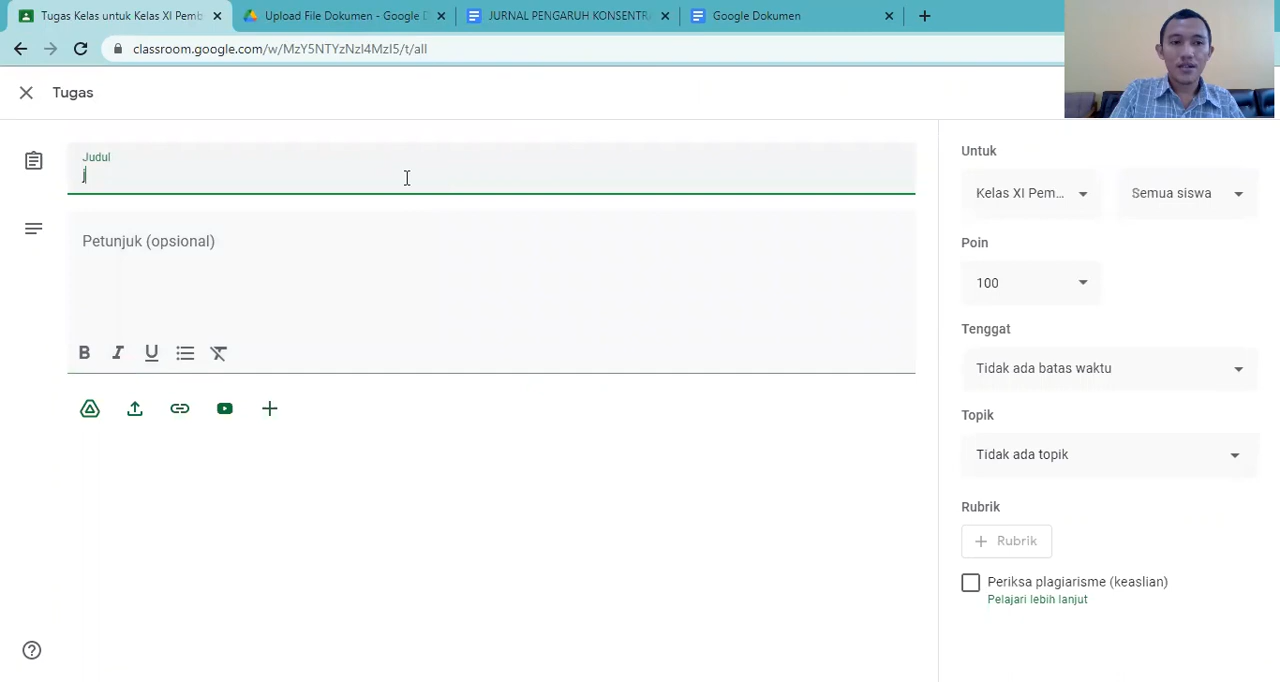 Tugas Kelas untuk Kelas XI Pemb
Upload File Dokumen - Google D
JURNAL PENGARUH KONSENTRA
Google Dokumen
classroom.google.com/w/MzY5NTYzNzI4MzI5/t/all
Tugas
Judul
j
Petunjuk (opsional)
B I U
Untuk
Kelas XI Pem...
Semua siswa
Poin
100
Tenggat
Tidak ada batas waktu
Topik
Tidak ada topik
Rubrik
+ Rubrik
Periksa plagiarisme (keaslian)
Pelajari lebih lanjut